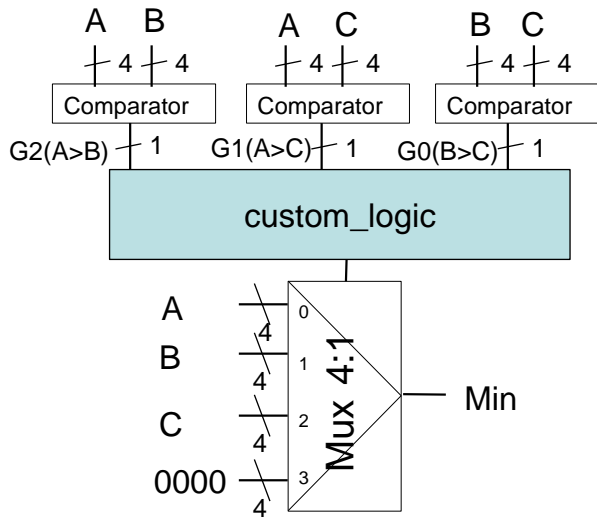 A B A C B C
4 4 4 4 4 4
Comparator Comparator Comparator
G2(A>B) 1 G1(A>C) 1 G0(B>C) 1
custom_logic
A 4 0
B 4 1
C 4 2
0000 4 3
Mux 4:1
Min